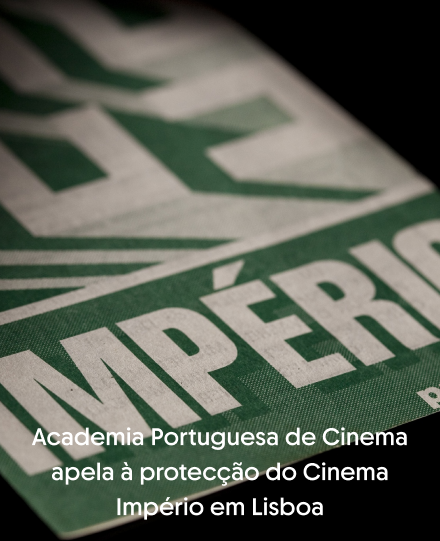 IMPÉRIO
Academia Portuguesa de Cinema
apela à protecção do Cinema
Império em Lisboa